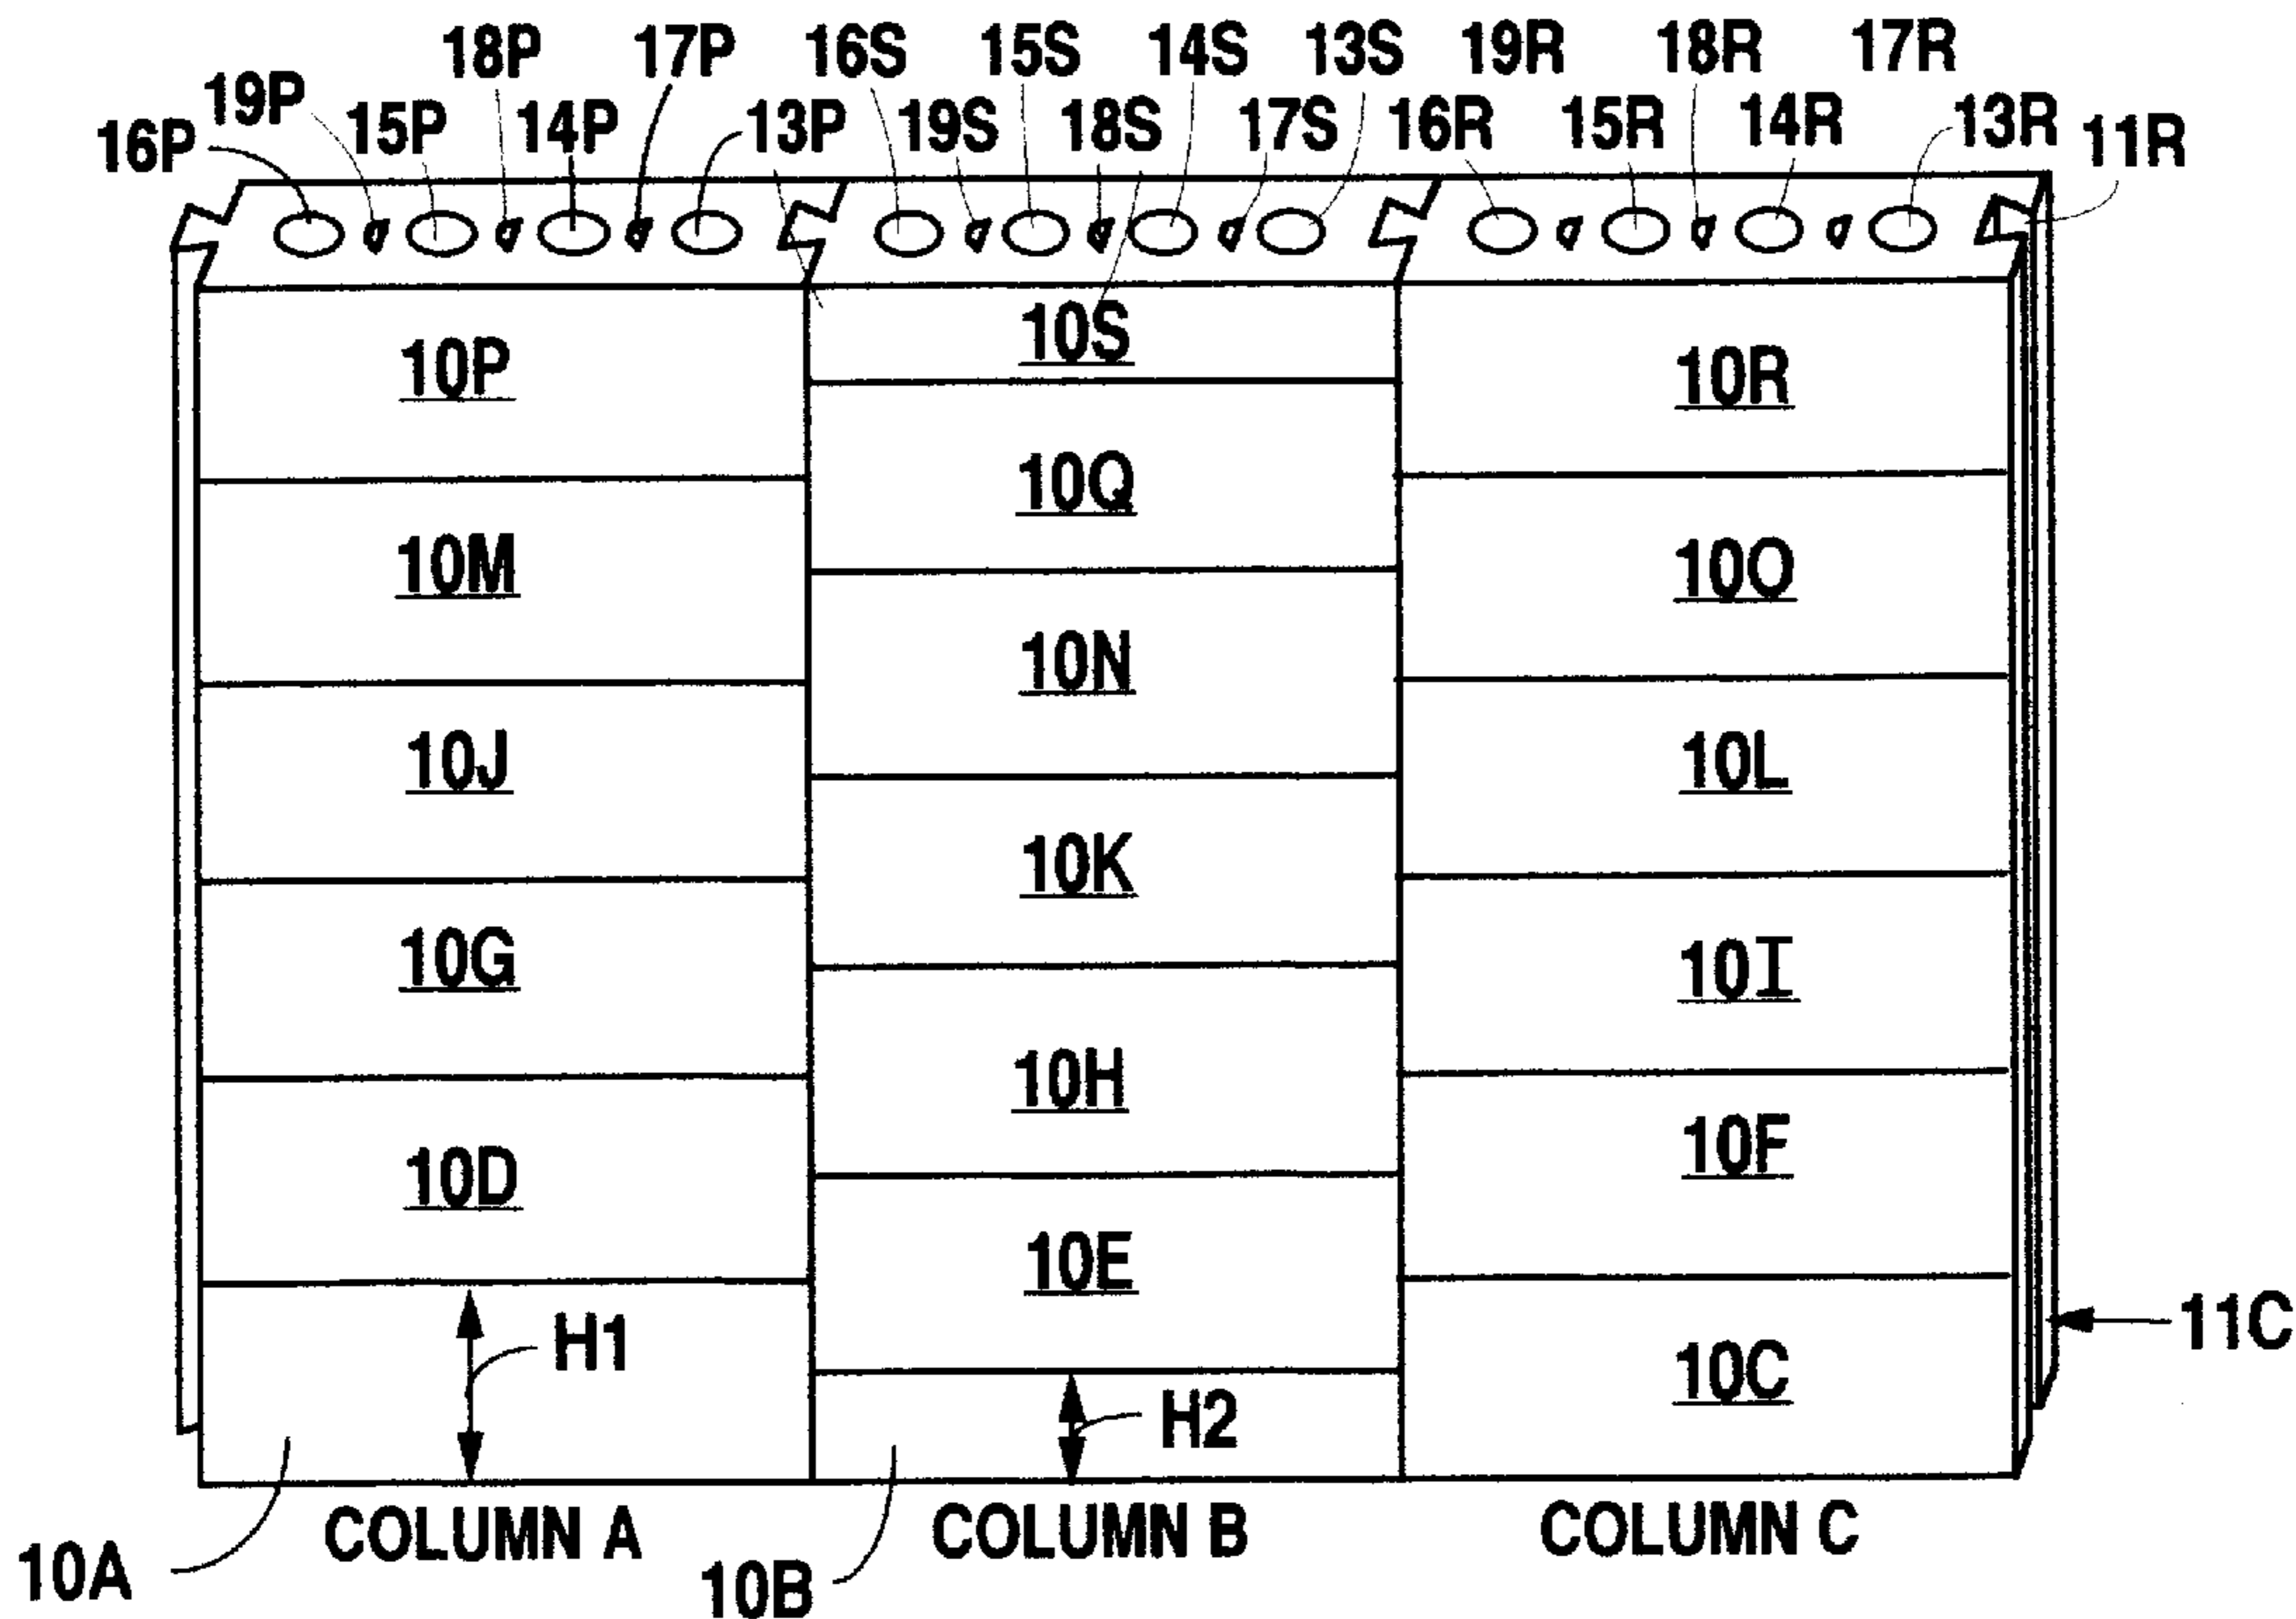 18P 17P 16S 15S 14S 13S 19R 18R 17R
16P 19P 15P 14P 13P 19S 18S 17S 16R 15R 14R 13R 11R
10P 10S 10R
10M 10Q 10O
10J 10N 10L
10G 10K 10I
10D 10H 10F
H1 10E 10C 11C
H2
COLUMN A COLUMN B COLUMN C
10A 10B